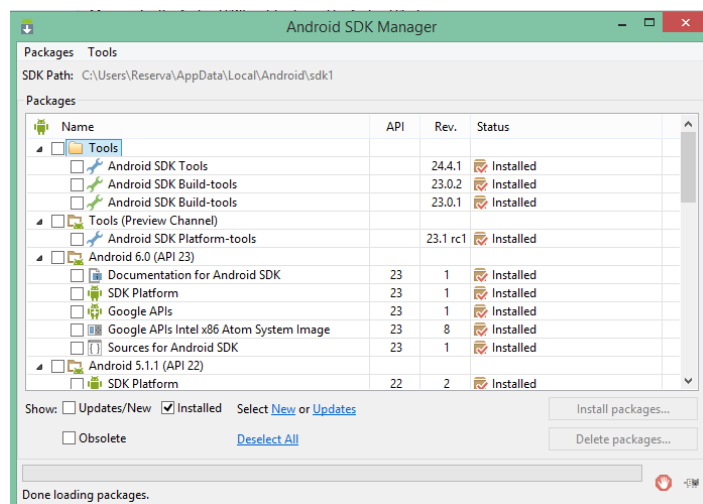 Android SDK Manager
Packages Tools
SDK Path: C:\Users\Reserva\AppData\Local\Android\sdk1
Packages
Name API Rev. Status
Tools
Android SDK Tools 24.4.1 Installed
Android SDK Build-tools 23.0.2 Installed
Android SDK Build-tools 23.0.1 Installed
Tools (Preview Channel)
Android SDK Platform-tools 23.1 rc1 Installed
Android 6.0 (API 23)
Documentation for Android SDK 23 1 Installed
SDK Platform 23 1 Installed
Google APIs 23 1 Installed
Google APIs Intel x86 Atom System Image 23 8 Installed
Sources for Android SDK 23 1 Installed
Android 5.1.1 (API 22)
SDK Platform 22 2 Installed
Show: Updates/New Installed Select New or Updates Install packages...
Obsolete Deselect All Delete packages...
Done loading packages.